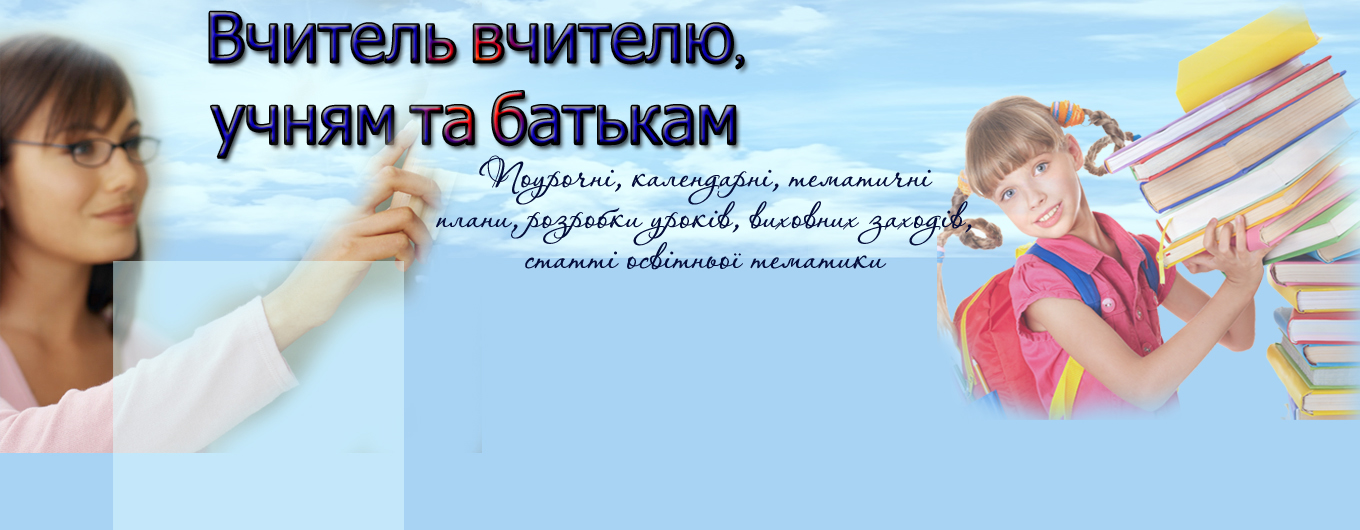 Вчитель вчителю,
учням та батькам
Поурочні, календарні, тематичні
плани, розробки уроків, виховних заходів,
статті освітньої тематики